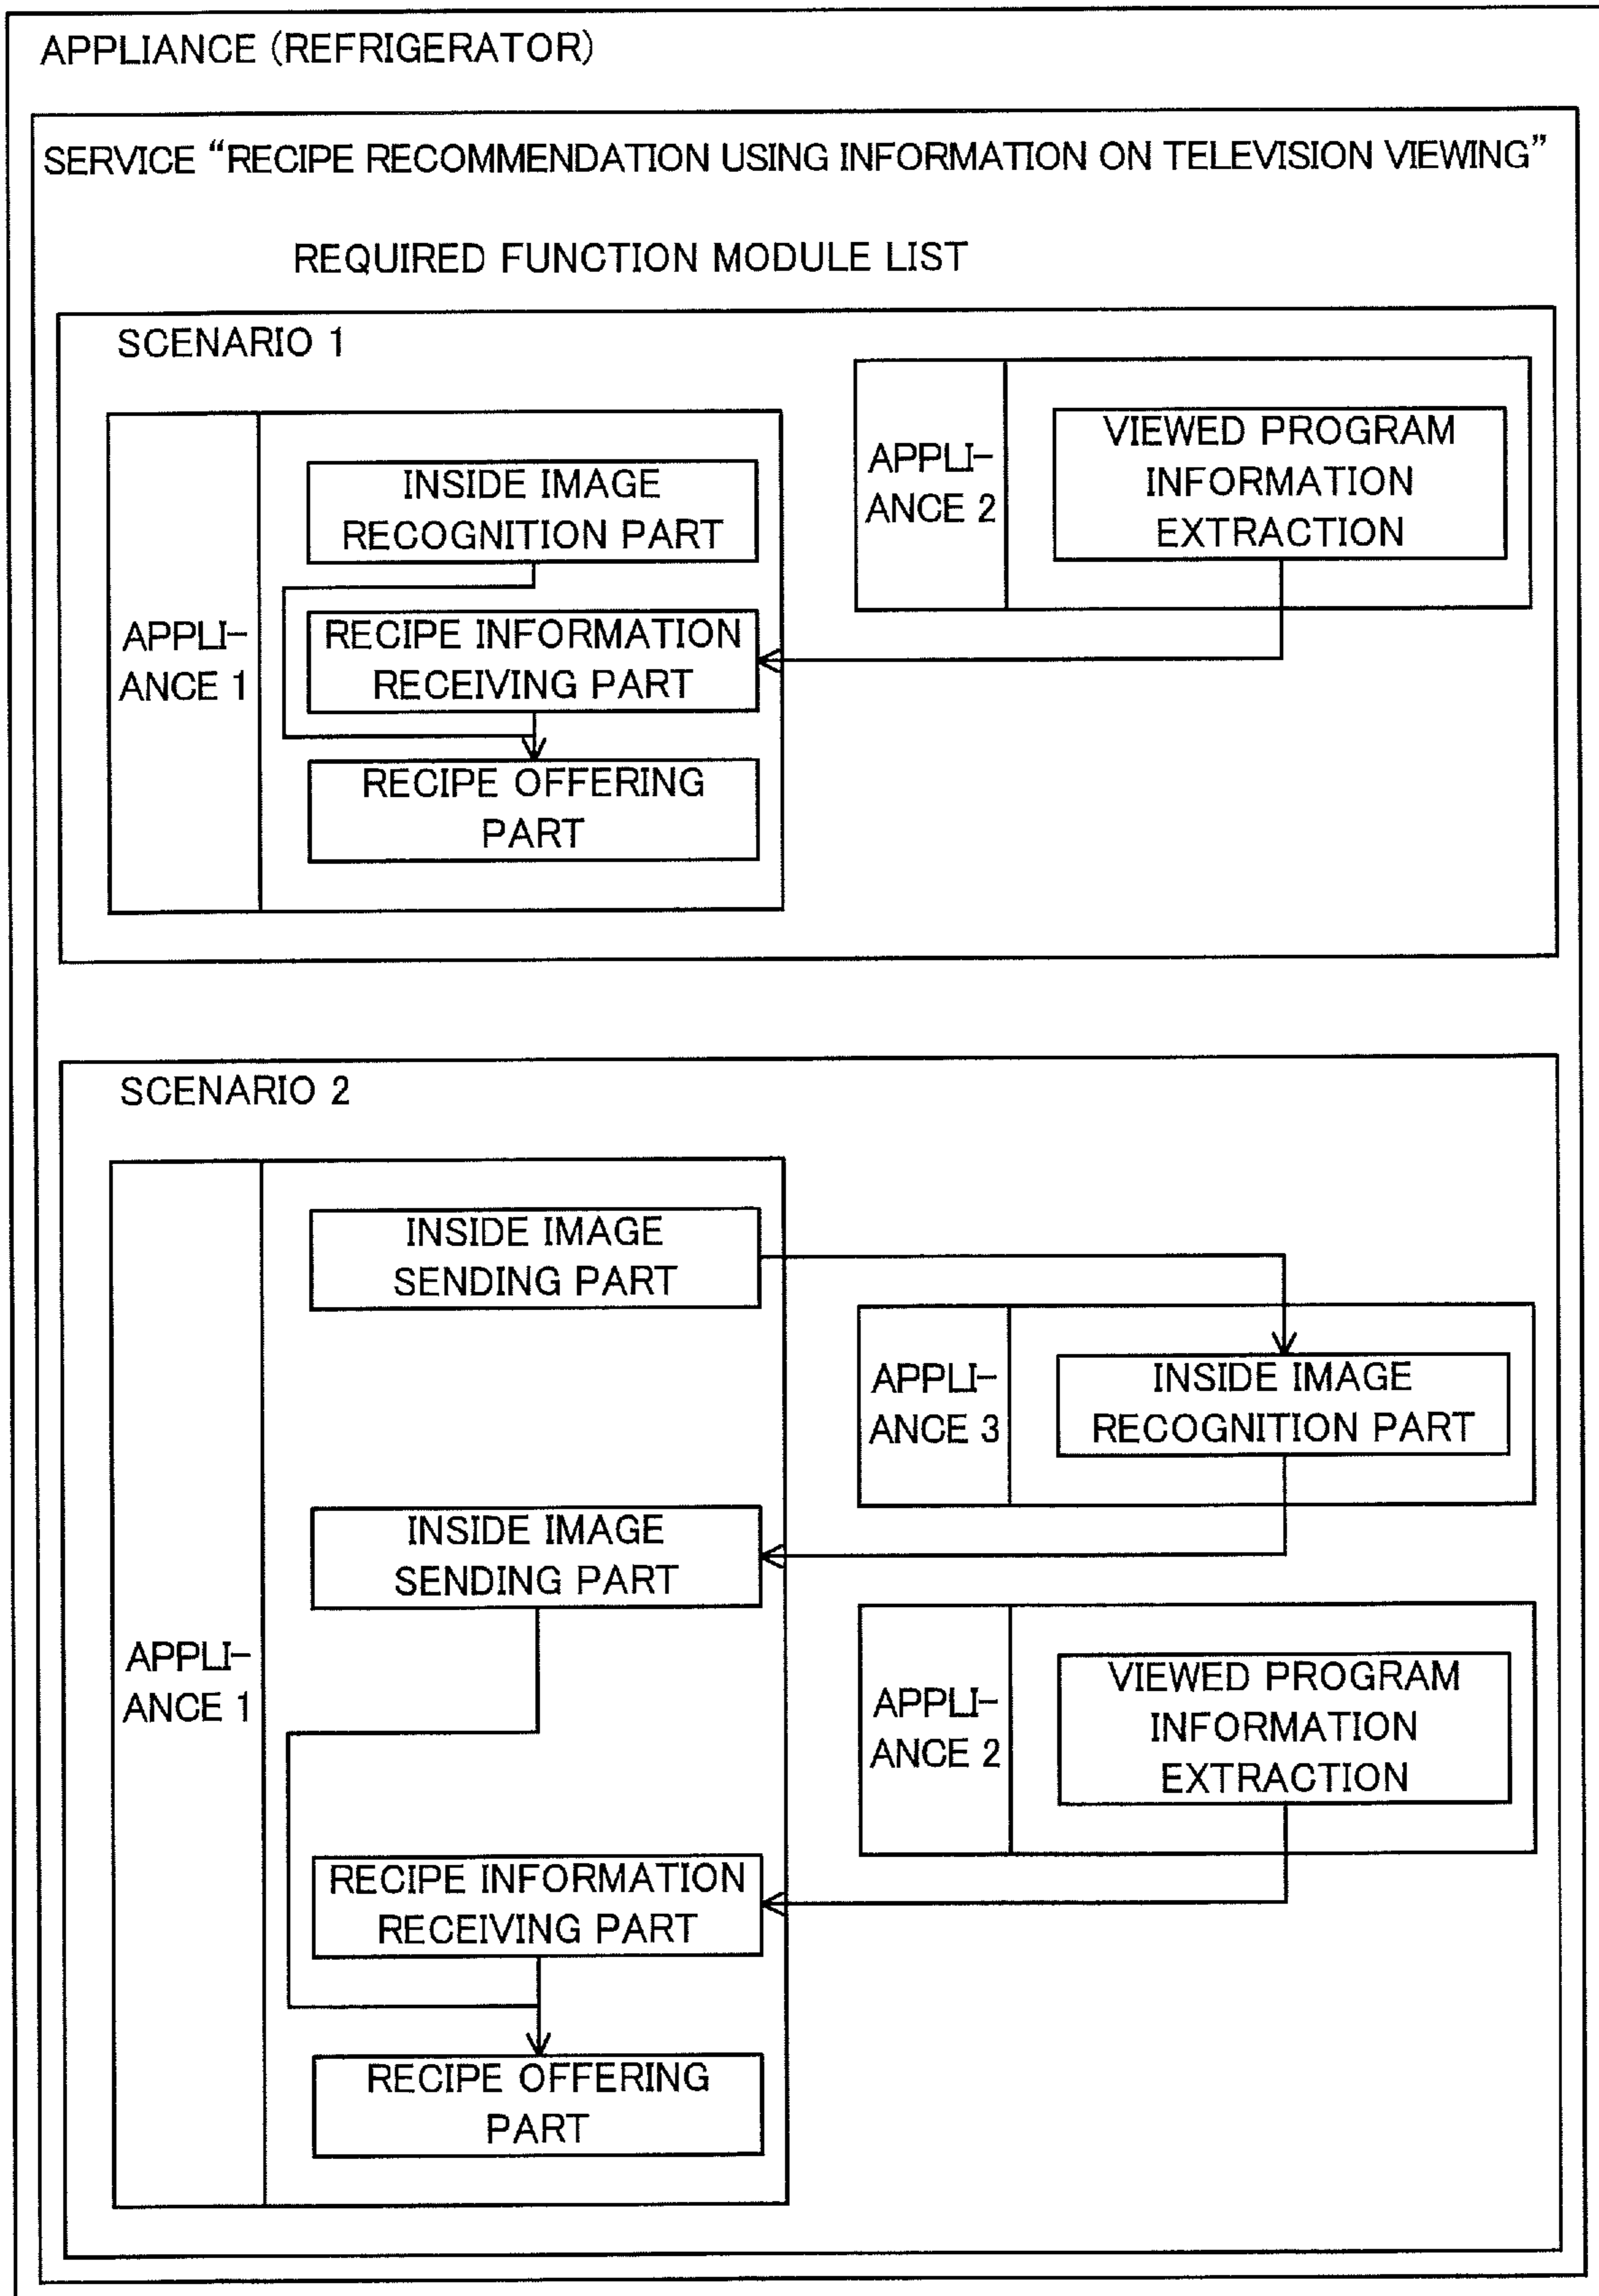 APPLIANCE (REFRIGERATOR)
SERVICE “RECIPE RECOMMENDATION USING INFORMATION ON TELEVISION VIEWING”
REQUIRED FUNCTION MODULE LIST
SCENARIO 1
APPLI-
ANCE 1
INSIDE IMAGE
RECOGNITION PART
RECIPE INFORMATION
RECEIVING PART
RECIPE OFFERING
PART
APPLI-
ANCE 2
VIEWED PROGRAM
INFORMATION
EXTRACTION
SCENARIO 2
APPLI-
ANCE 1
INSIDE IMAGE
SENDING PART
APPLI-
ANCE 3
INSIDE IMAGE
RECOGNITION PART
INSIDE IMAGE
SENDING PART
APPLI-
ANCE 2
VIEWED PROGRAM
INFORMATION
EXTRACTION
RECIPE INFORMATION
RECEIVING PART
RECIPE OFFERING
PART